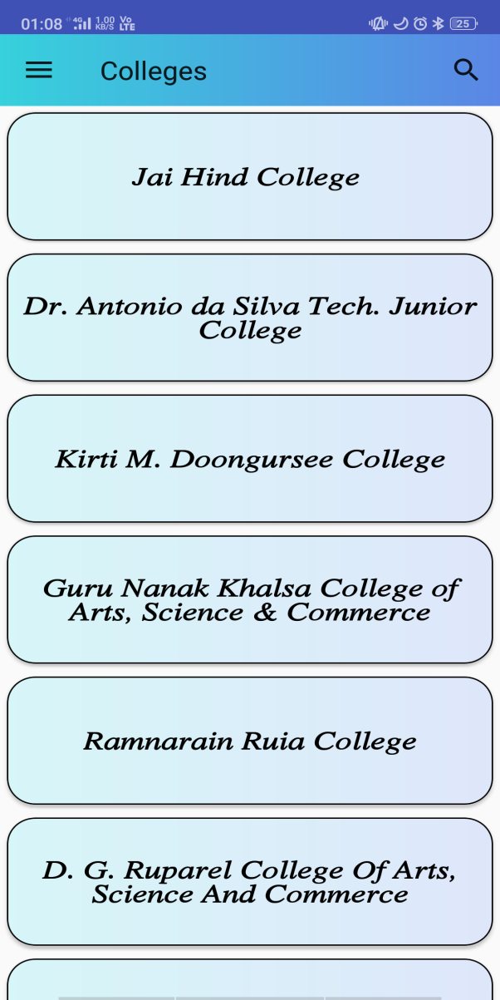 01:08 4G 1.00 KB/S Vo LTE 25
Colleges
Jai Hind College
Dr. Antonio da Silva Tech. Junior
College
Kirti M. Doongursee College
Guru Nanak Khalsa College of
Arts, Science & Commerce
Ramnarain Ruia College
D. G. Ruparel College Of Arts,
Science And Commerce